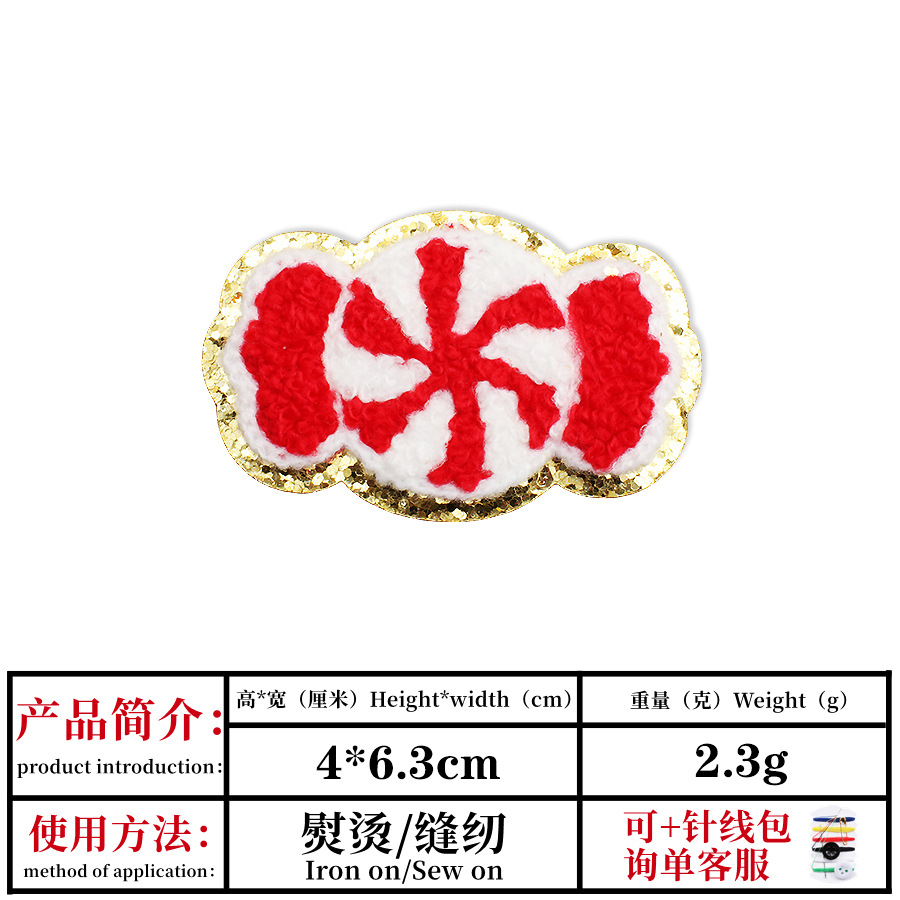 产品简介：
product introduction：
高*宽（厘米）Height*width（cm）
重量（克）Weight（g）
4*6.3cm
2.3g
使用方法：
method of application：
熨烫/缝纫
Iron on/Sew on
可+针线包
询单客服